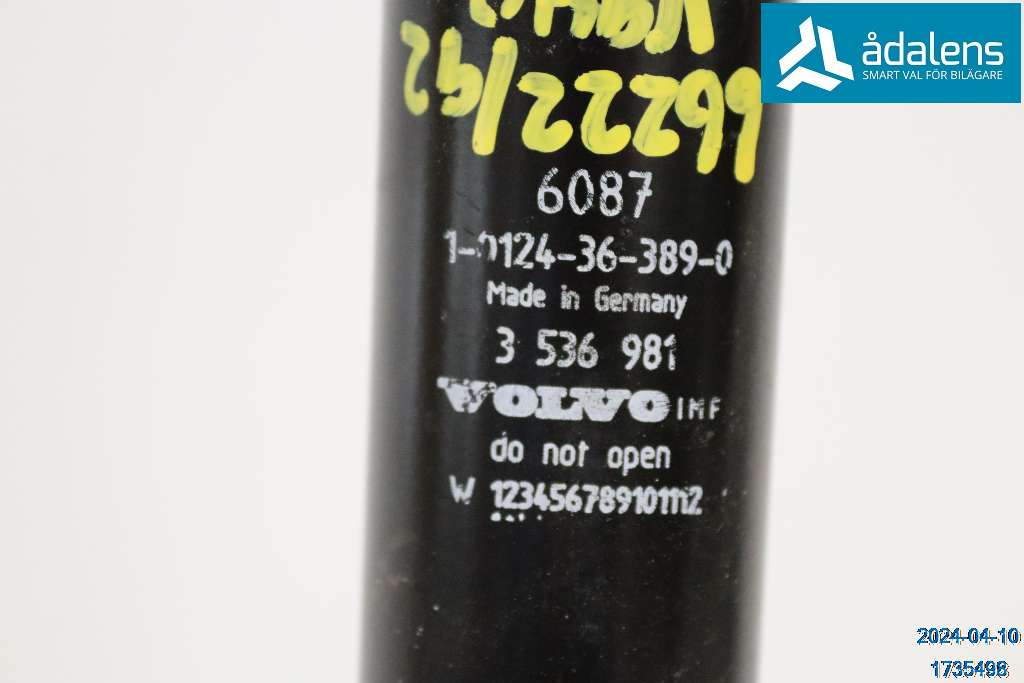 ådalens
SMART VAL FÖR BILÄGARE
25/22299
6087
1-0124-36-389-0
Made in Germany
3 536 981
VOLVO IMF
do not open
W 123456789101112
2024-04-10
1735498